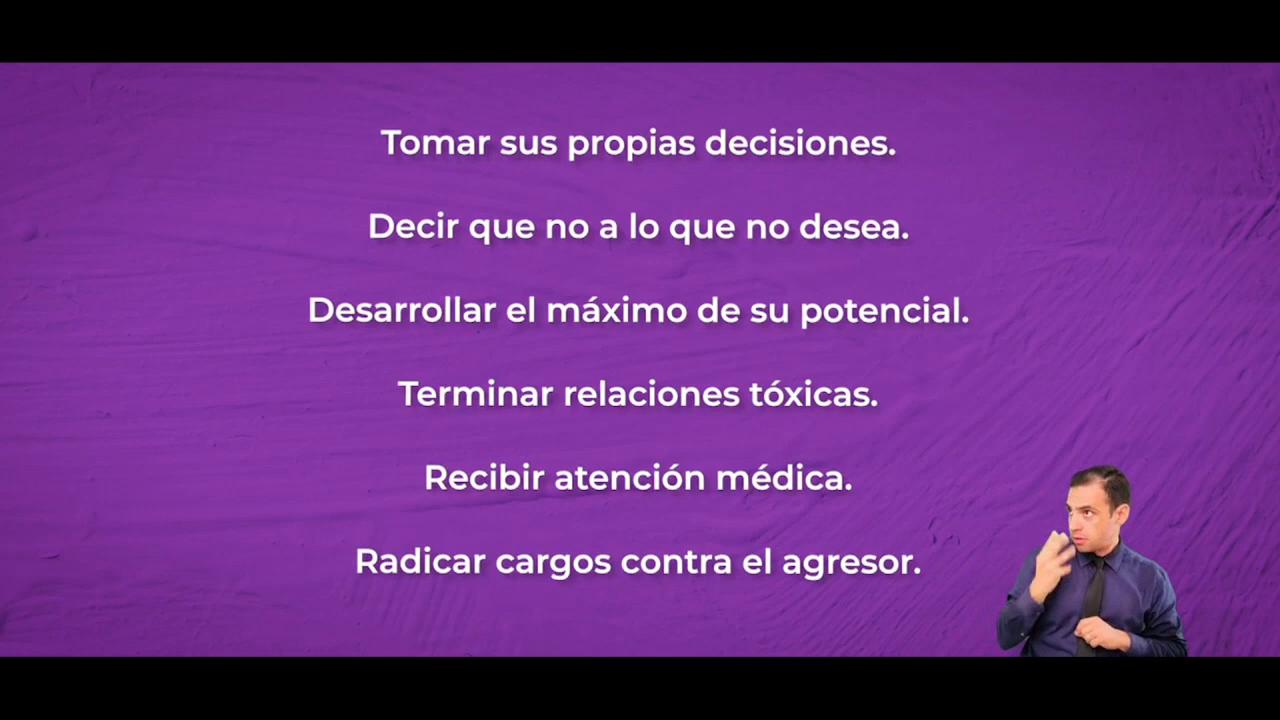 Tomar sus propias decisiones.
Decir que no a lo que no desea.
Desarrollar el máximo de su potencial.
Terminar relaciones tóxicas.
Recibir atención médica.
Radicar cargos contra el agresor.